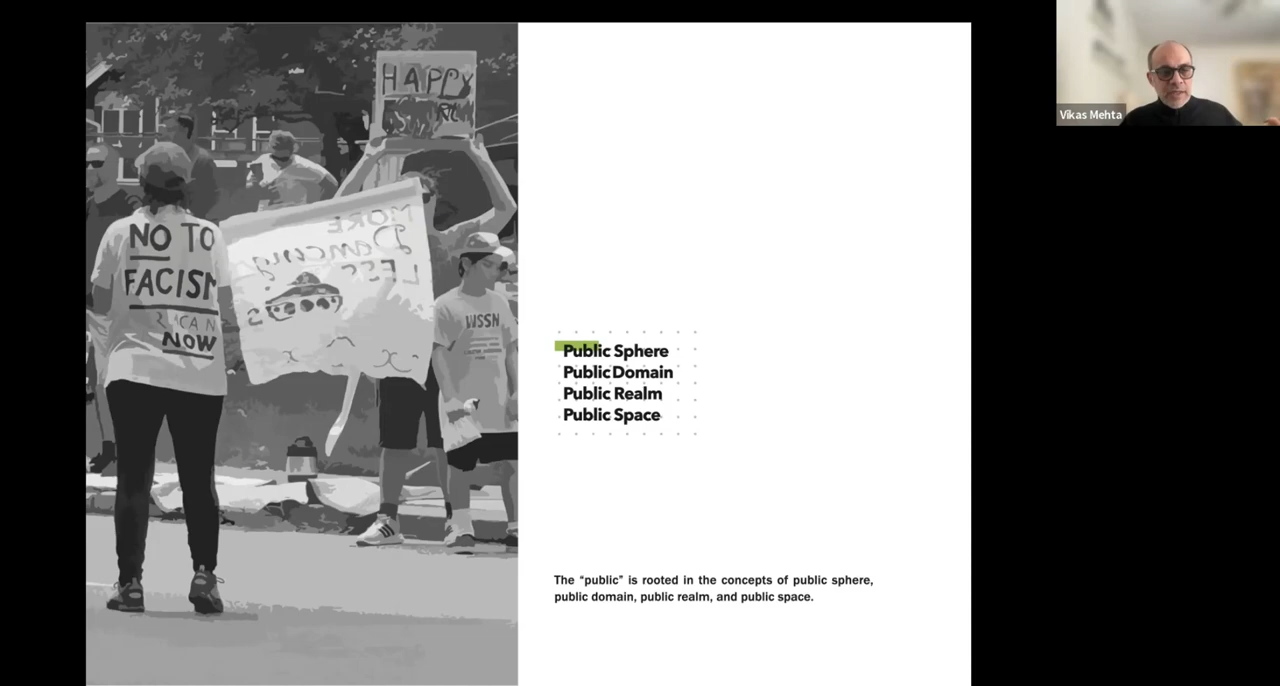 HAPPY
NO TO
FACISM
NOW
MORE
Dancing
LESS
WSSN
Public Sphere
Public Domain
Public Realm
Public Space
The “public” is rooted in the concepts of public sphere,
public domain, public realm, and public space.
Vikas Mehta